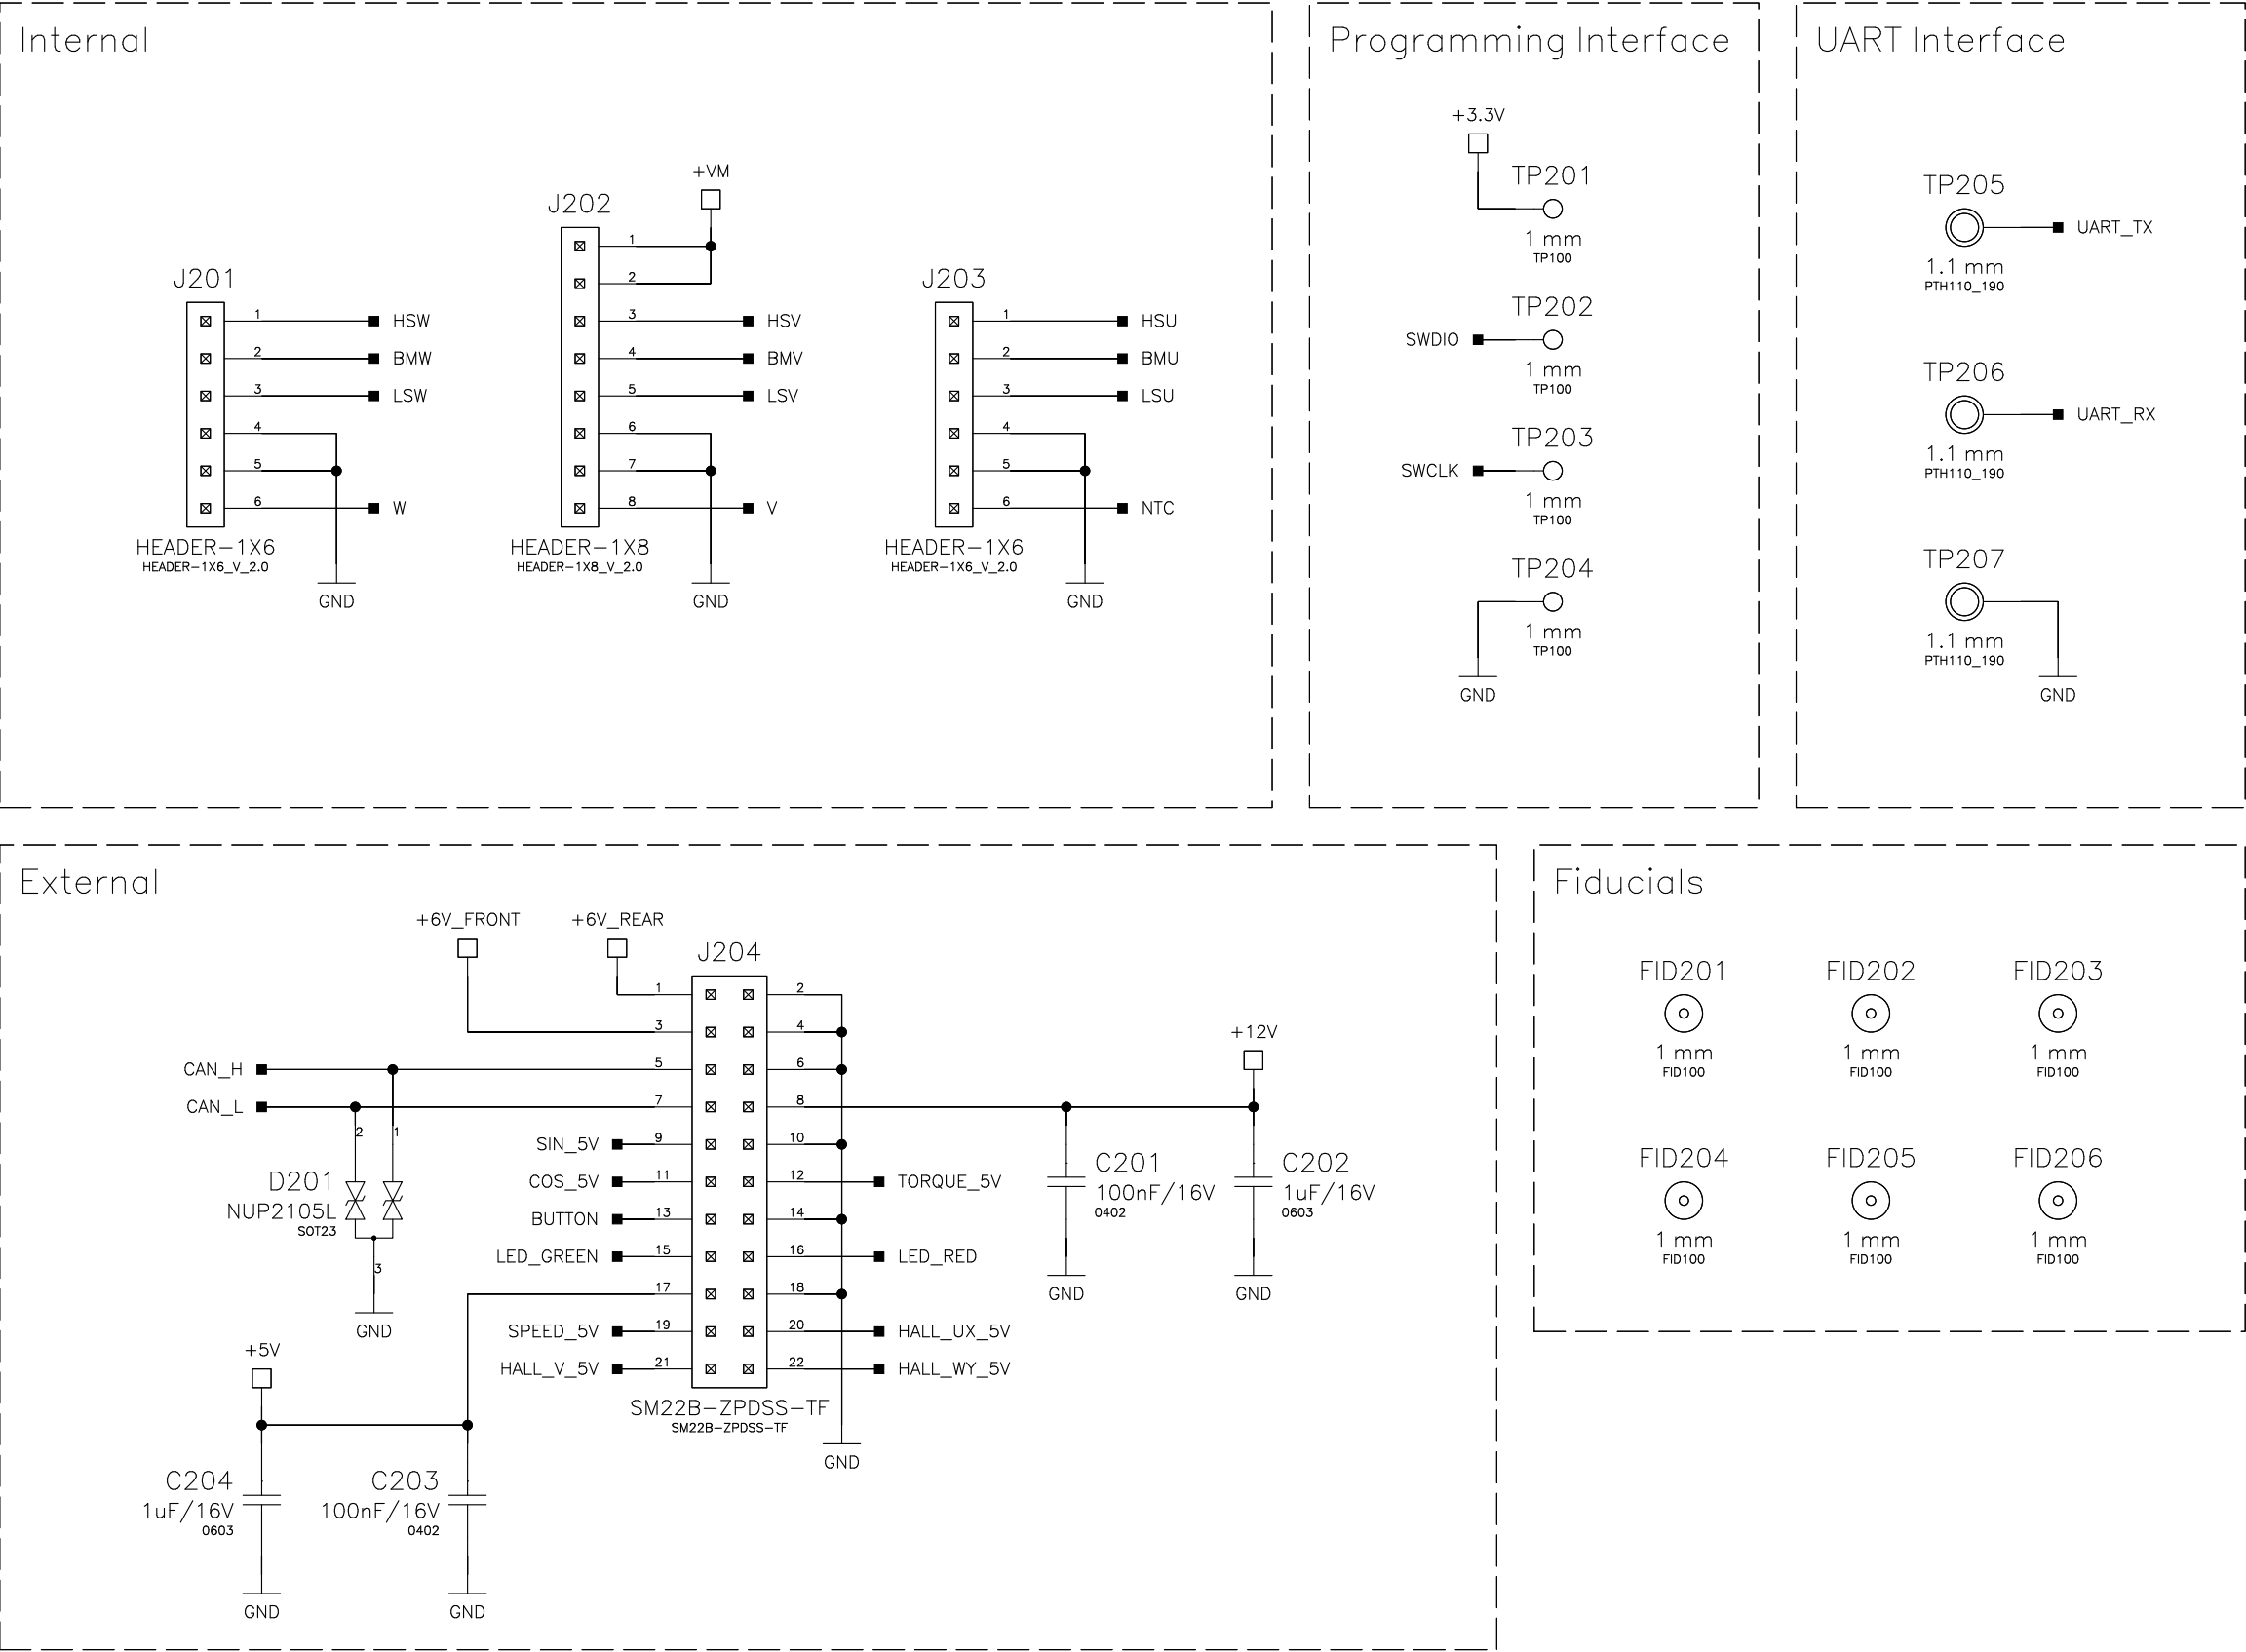 Internal
+VM
J202
1
2
3 HSV
4 BMV
5 LSV
6
7
8 V
HEADER-1X8
HEADER-1X8_V_2.0
GND
J201
1 HSW
2 BMW
3 LSW
4
5
6 W
HEADER-1X6
HEADER-1X6_V_2.0
GND
J203
1 HSU
2 BMU
3 LSU
4
5
6 NTC
HEADER-1X6
HEADER-1X6_V_2.0
GND
Programming Interface
+3.3V
TP201
1 mm
TP100
TP202
SWDIO
1 mm
TP100
TP203
SWCLK
1 mm
TP100
TP204
1 mm
TP100
GND
UART Interface
TP205
UART_TX
1.1 mm
PTH110_190
TP206
UART_RX
1.1 mm
PTH110_190
TP207
1.1 mm
PTH110_190
GND
External
+6V_FRONT
+6V_REAR
J204
1 2
3 4
CAN_H 5 6
CAN_L 7 8
SIN_5V 9 10
COS_5V 11 12 TORQUE_5V
BUTTON 13 14
LED_GREEN 15 16 LED_RED
17 18
SPEED_5V 19 20 HALL_UX_5V
HALL_V_5V 21 22 HALL_WY_5V
SM22B-ZPDSS-TF
SM22B-ZPDSS-TF
GND
2 1
D201
NUP2105L
SOT23
3
GND
+12V
C201
100nF/16V
0402
GND
C202
1uF/16V
0603
GND
+5V
C204
1uF/16V
0603
GND
C203
100nF/16V
0402
GND
Fiducials
FID201
1 mm
FID100
FID202
1 mm
FID100
FID203
1 mm
FID100
FID204
1 mm
FID100
FID205
1 mm
FID100
FID206
1 mm
FID100